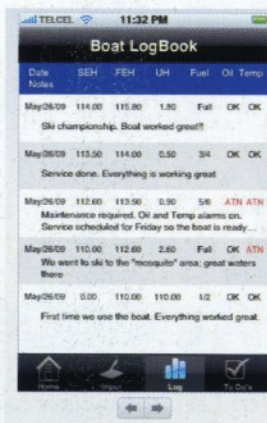 TELCEL 11:32 PM
Boat LogBook
Date SEH FEH UH Fuel Oil Temp
Notes
May/26/09 114.00 115.80 1.80 Full OK OK
Ski championship. Boat worked great!!
May/26/09 113.50 114.00 0.50 3/4 OK OK
Service done. Everything is working great
May/26/09 112.60 113.50 0.90 5/6 ATN ATN
Maintenance required. Oil and Temp alarms on.
Service scheduled for Friday so the boat is ready...
May/26/09 110.00 112.60 2.60 Full OK ATN
We went to ski to the "mosquito" area; great waters
there
May/26/09 0.00 110.00 110.00 1/2 OK OK
First time we use the boat. Everything worked great.
Home Input Log To Do's